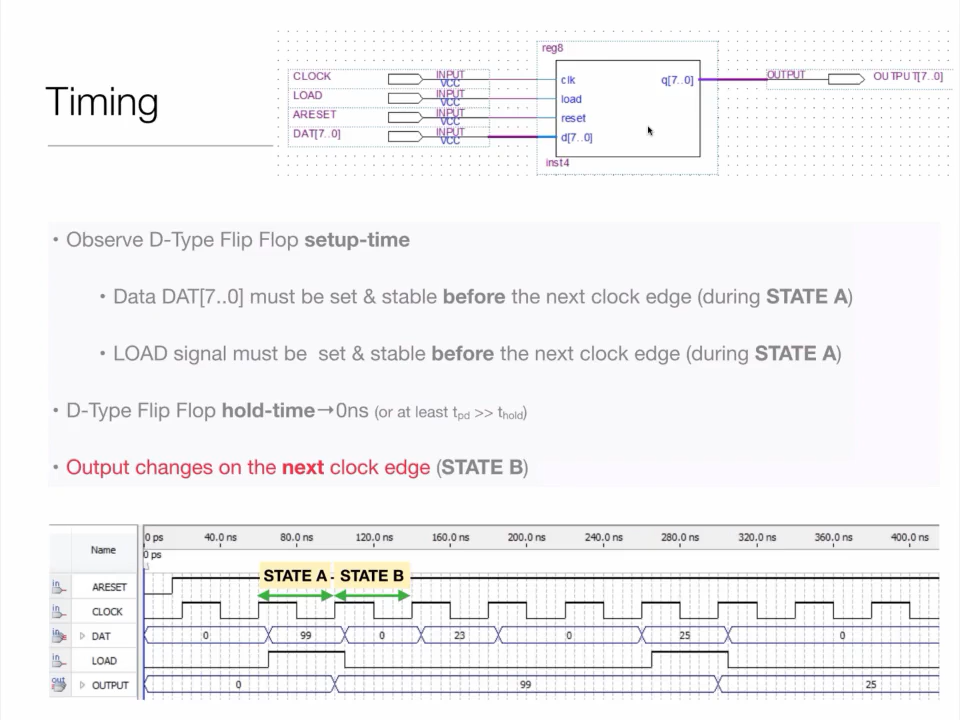 Timing
reg8
CLOCK INPUT VCC clk q[7..0] OUTPUT OUTPUT[7..0]
LOAD INPUT VCC load
ARESET INPUT VCC reset
DAT[7..0] INPUT VCC d[7..0]
inst4
• Observe D-Type Flip Flop setup-time
• Data DAT[7..0] must be set & stable before the next clock edge (during STATE A)
• LOAD signal must be set & stable before the next clock edge (during STATE A)
• D-Type Flip Flop hold-time→0ns (or at least tpd >> thold)
• Output changes on the next clock edge (STATE B)
Name 0 ps 40.0 ns 80.0 ns 120.0 ns 160.0 ns 200.0 ns 240.0 ns 280.0 ns 320.0 ns 360.0 ns 400.0 ns
0 ps
STATE A STATE B
in ARESET
in CLOCK
in DAT 0 99 0 23 0 25 0
in LOAD
out OUTPUT 0 99 25